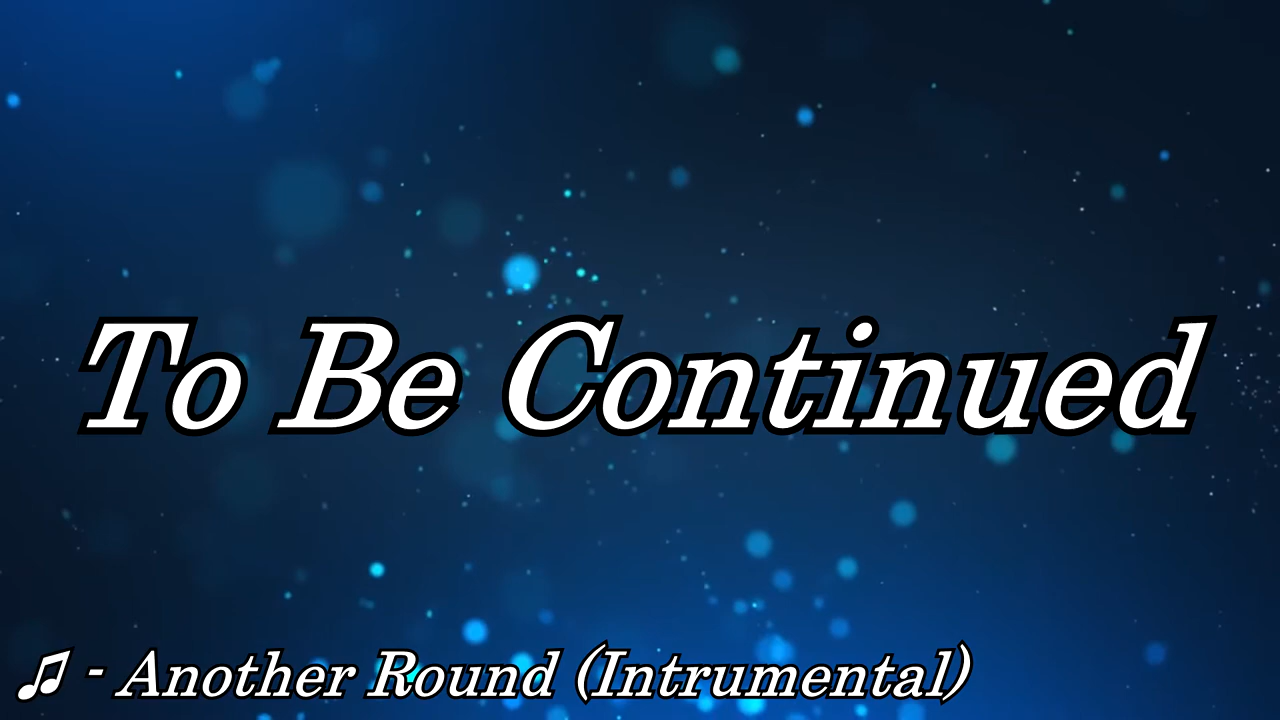 To Be Continued
♫ - Another Round (Intrumental)